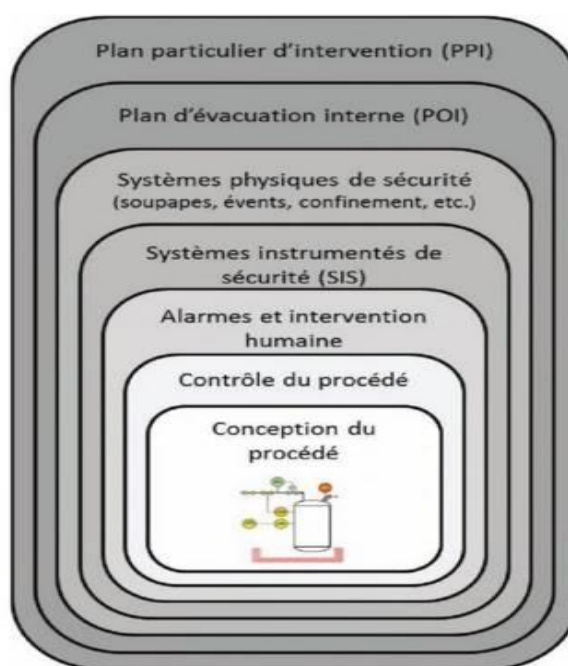 Plan particulier d'intervention (PPI)
Plan d'évacuation interne (POI)
Systèmes physiques de sécurité
(soupapes, évents, confinement, etc.)
Systèmes instrumentés de
sécurité (SIS)
Alarmes et intervention
humaine
Contrôle du procédé
Conception du
procédé